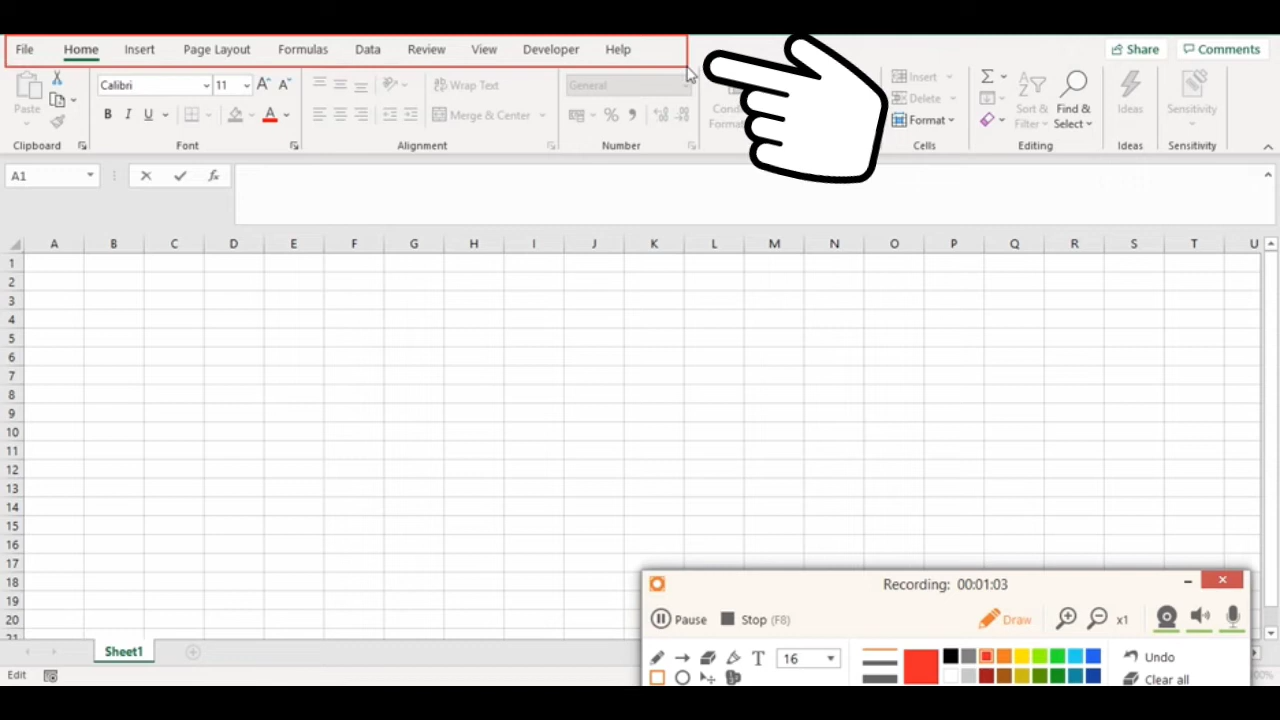 File Home Insert Page Layout Formulas Data Review View Developer Help Share Comments
Calibri 11 A A Wrap Text General Insert Σ
Paste Delete Sort & Find & Ideas Sensitivity
B I U A Merge & Center % Format Filter Select
Clipboard Font Alignment Number Cells Editing Ideas Sensitivity
A1 fx
A B C D E F G H I J K L M N O P Q R S T U
1
2
3
4
5
6
7
8
9
10
11
12
13
14
15
16
17
18
19
20
21
Recording: 00:01:03
Pause Stop (F8) Draw x1
Sheet1
T 16 Undo
Edit Clear all